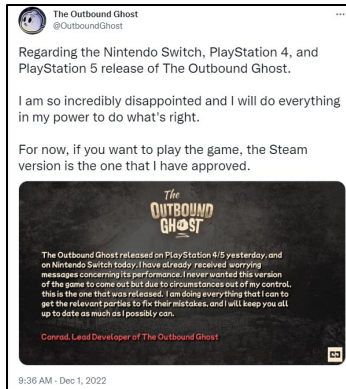 The Outbound Ghost
@OutboundGhost
Regarding the Nintendo Switch, PlayStation 4, and
PlayStation 5 release of The Outbound Ghost.
I am so incredibly disappointed and I will do everything
in my power to do what's right.
For now, if you want to play the game, the Steam
version is the one that I have approved.
The
OUTBOUND
GHOST
The Outbound Ghost released on PlayStation 4/5 yesterday, and
on Nintendo Switch today. I have already received worrying
messages concerning its performance. I never wanted this version
of the game to come out but due to circumstances out of my control,
this is the one that was released. I am doing everything that I can to
get the relevant parties to fix their mistakes, and I will keep you all
up to date as much as I possibly can.
Conrad, Lead Developer of The Outbound Ghost
9:36 AM · Dec 1, 2022